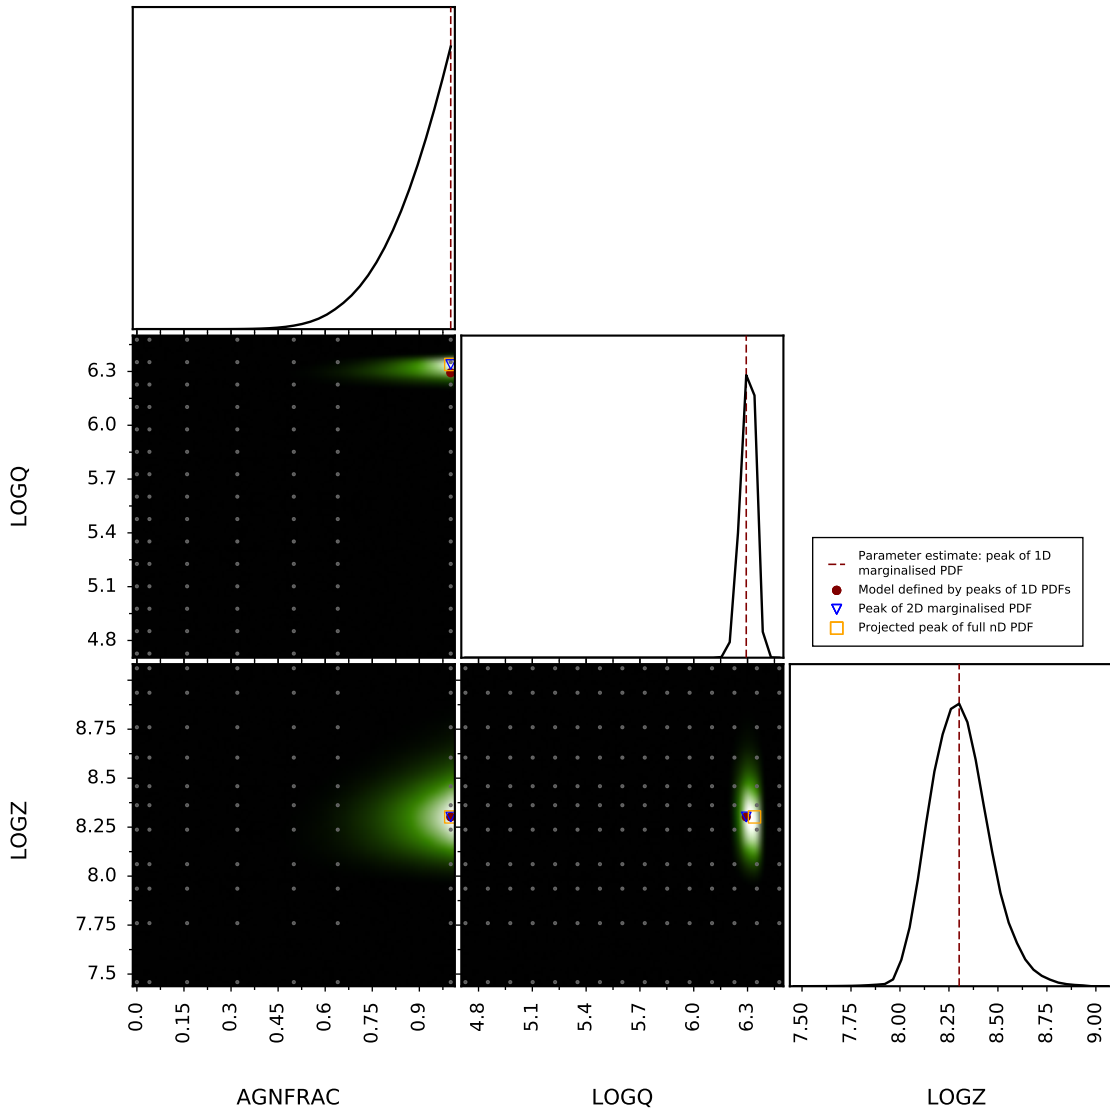 6.3
6.0
5.7
5.4
5.1
4.8
LOGQ
Parameter estimate: peak of 1D
marginalised PDF
Model defined by peaks of 1D PDFs
Peak of 2D marginalised PDF
Projected peak of full nD PDF
8.75
8.5
8.25
8.0
7.75
7.5
LOGZ
0.0 0.15 0.3 0.45 0.6 0.75 0.9
4.8 5.1 5.4 5.7 6.0 6.3
7.50 7.75 8.00 8.25 8.50 8.75 9.00
AGNFRAC
LOGQ
LOGZ